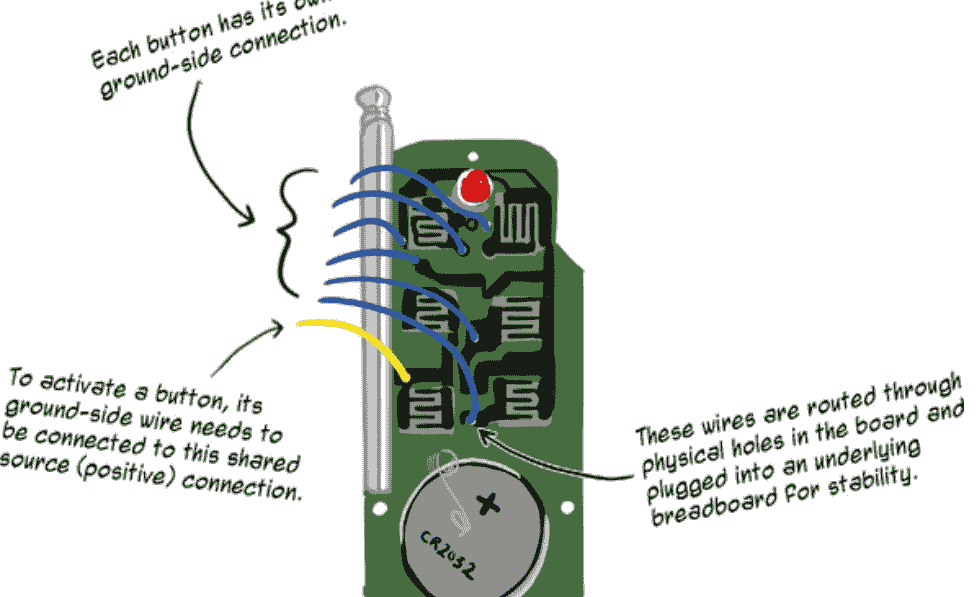 Each button has its own
ground-side connection.
To activate a button, its
ground-side wire needs to
be connected to this shared
source (positive) connection.
These wires are routed through
physical holes in the board and
plugged into an underlying
breadboard for stability.
+
CR2032